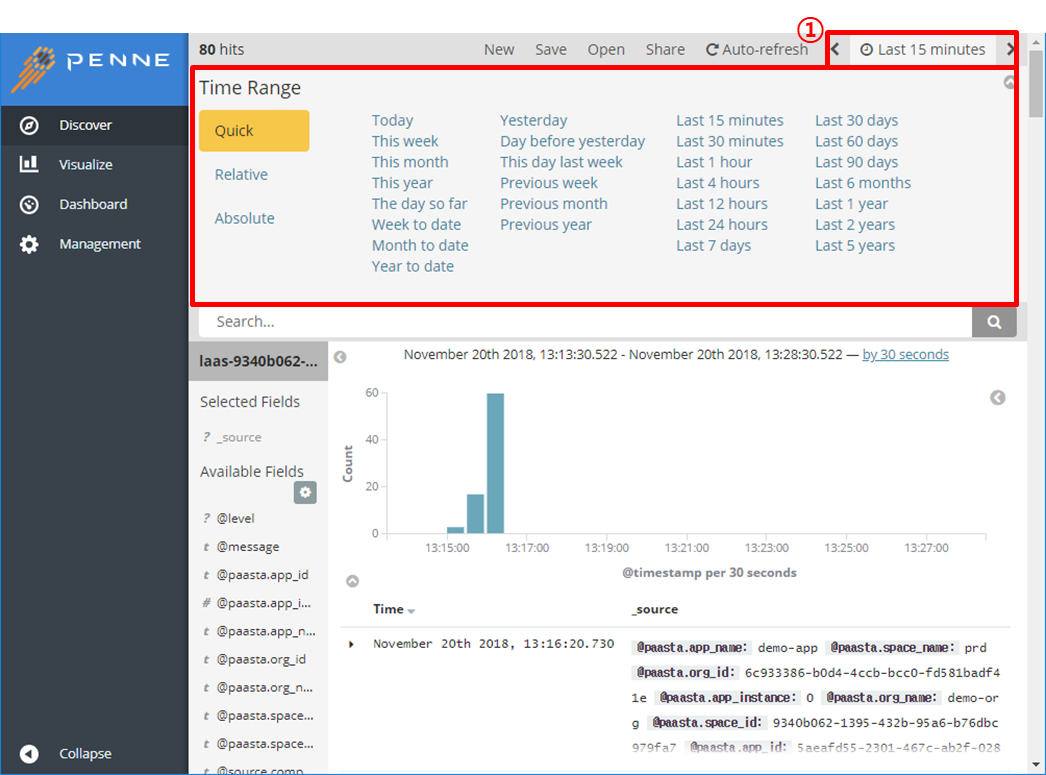 ①
PENNE
80 hits
New Save Open Share Auto-refresh Last 15 minutes
Discover
Visualize
Dashboard
Management
Collapse
Time Range
Quick
Relative
Absolute
Today
This week
This month
This year
The day so far
Week to date
Month to date
Year to date
Yesterday
Day before yesterday
This day last week
Previous week
Previous month
Previous year
Last 15 minutes
Last 30 minutes
Last 1 hour
Last 4 hours
Last 12 hours
Last 24 hours
Last 7 days
Last 30 days
Last 60 days
Last 90 days
Last 6 months
Last 1 year
Last 2 years
Last 5 years
Search...
laas-9340b062-...
Selected Fields
? _source
Available Fields
? @level
t @message
t @paasta.app_id
# @paasta.app_i...
t @paasta.app_n...
t @paasta.org_id
t @paasta.org_n...
t @paasta.space...
t @paasta.space...
t @source.comp
November 20th 2018, 13:13:30.522 - November 20th 2018, 13:28:30.522 — by 30 seconds
Count
60
40
20
0
13:15:00 13:17:00 13:19:00 13:21:00 13:23:00 13:25:00 13:27:00
@timestamp per 30 seconds
Time _source
November 20th 2018, 13:16:20.730
@paasta.app_name: demo-app @paasta.space_name: prd
@paasta.org_id: 6c933386-b0d4-4ccb-bcc0-fd581badf4
1e @paasta.app_instance: 0 @paasta.org_name: demo-or
g @paasta.space_id: 9340b062-1395-432b-95a6-b76dbc
979fa7 @paasta.app_id: 5aeafd55-2301-467c-ab2f-028